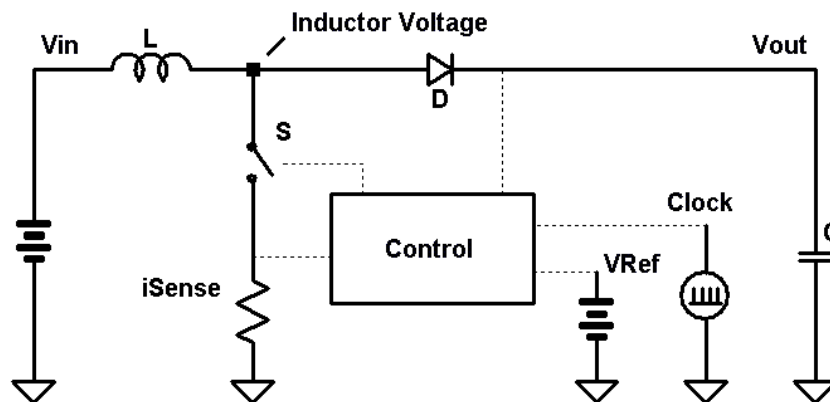 Inductor Voltage
Vin
L
Vout
D
S
Clock
Control
VRef
iSense